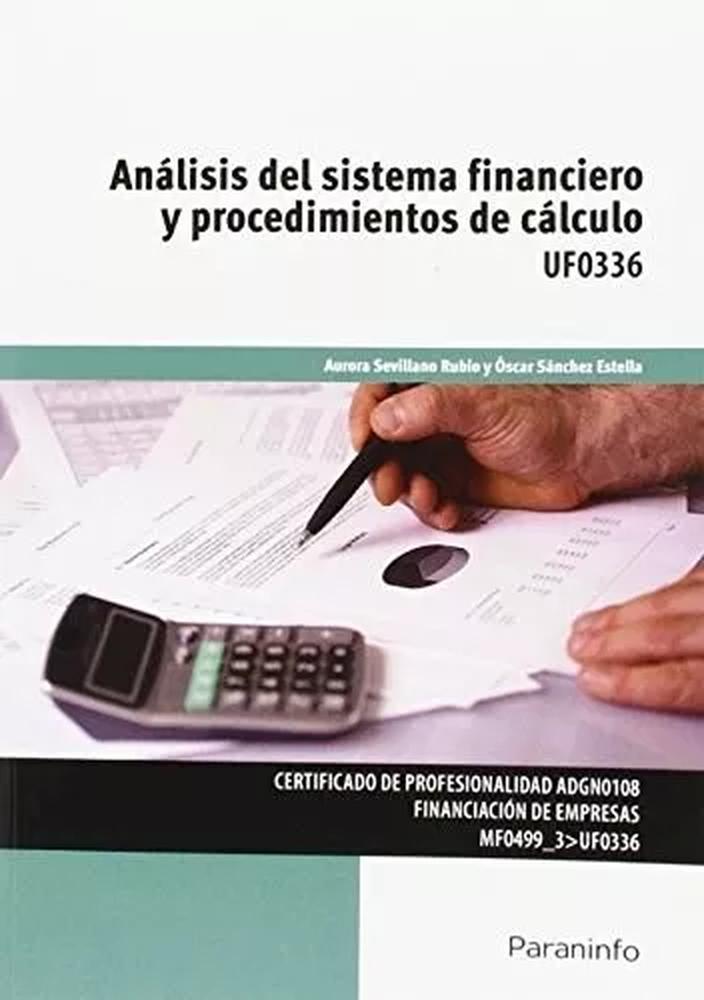 Análisis del sistema financiero
y procedimientos de cálculo
UF0336
Aurora Sevillano Rubio y Óscar Sánchez Estella
CERTIFICADO DE PROFESIONALIDAD ADGN0108
FINANCIACIÓN DE EMPRESAS
MF0499_3>UF0336
Paraninfo